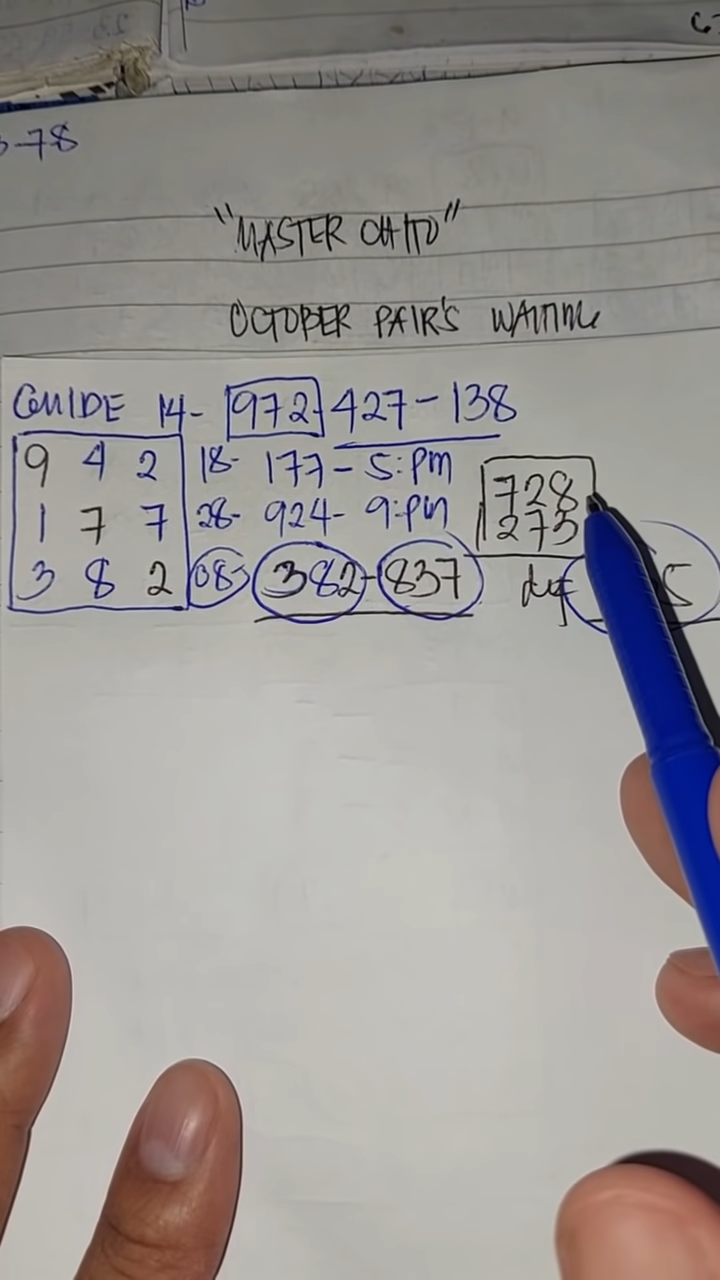 -78
"MASTER CHITO"
OCTOBER PAIR'S WAITING
GUIDE 14- 972 427-138
9 4 2 18- 177-5:pm
1 7 7 28- 924-9:pm
3 8 2 08- 382-837
728
273
5